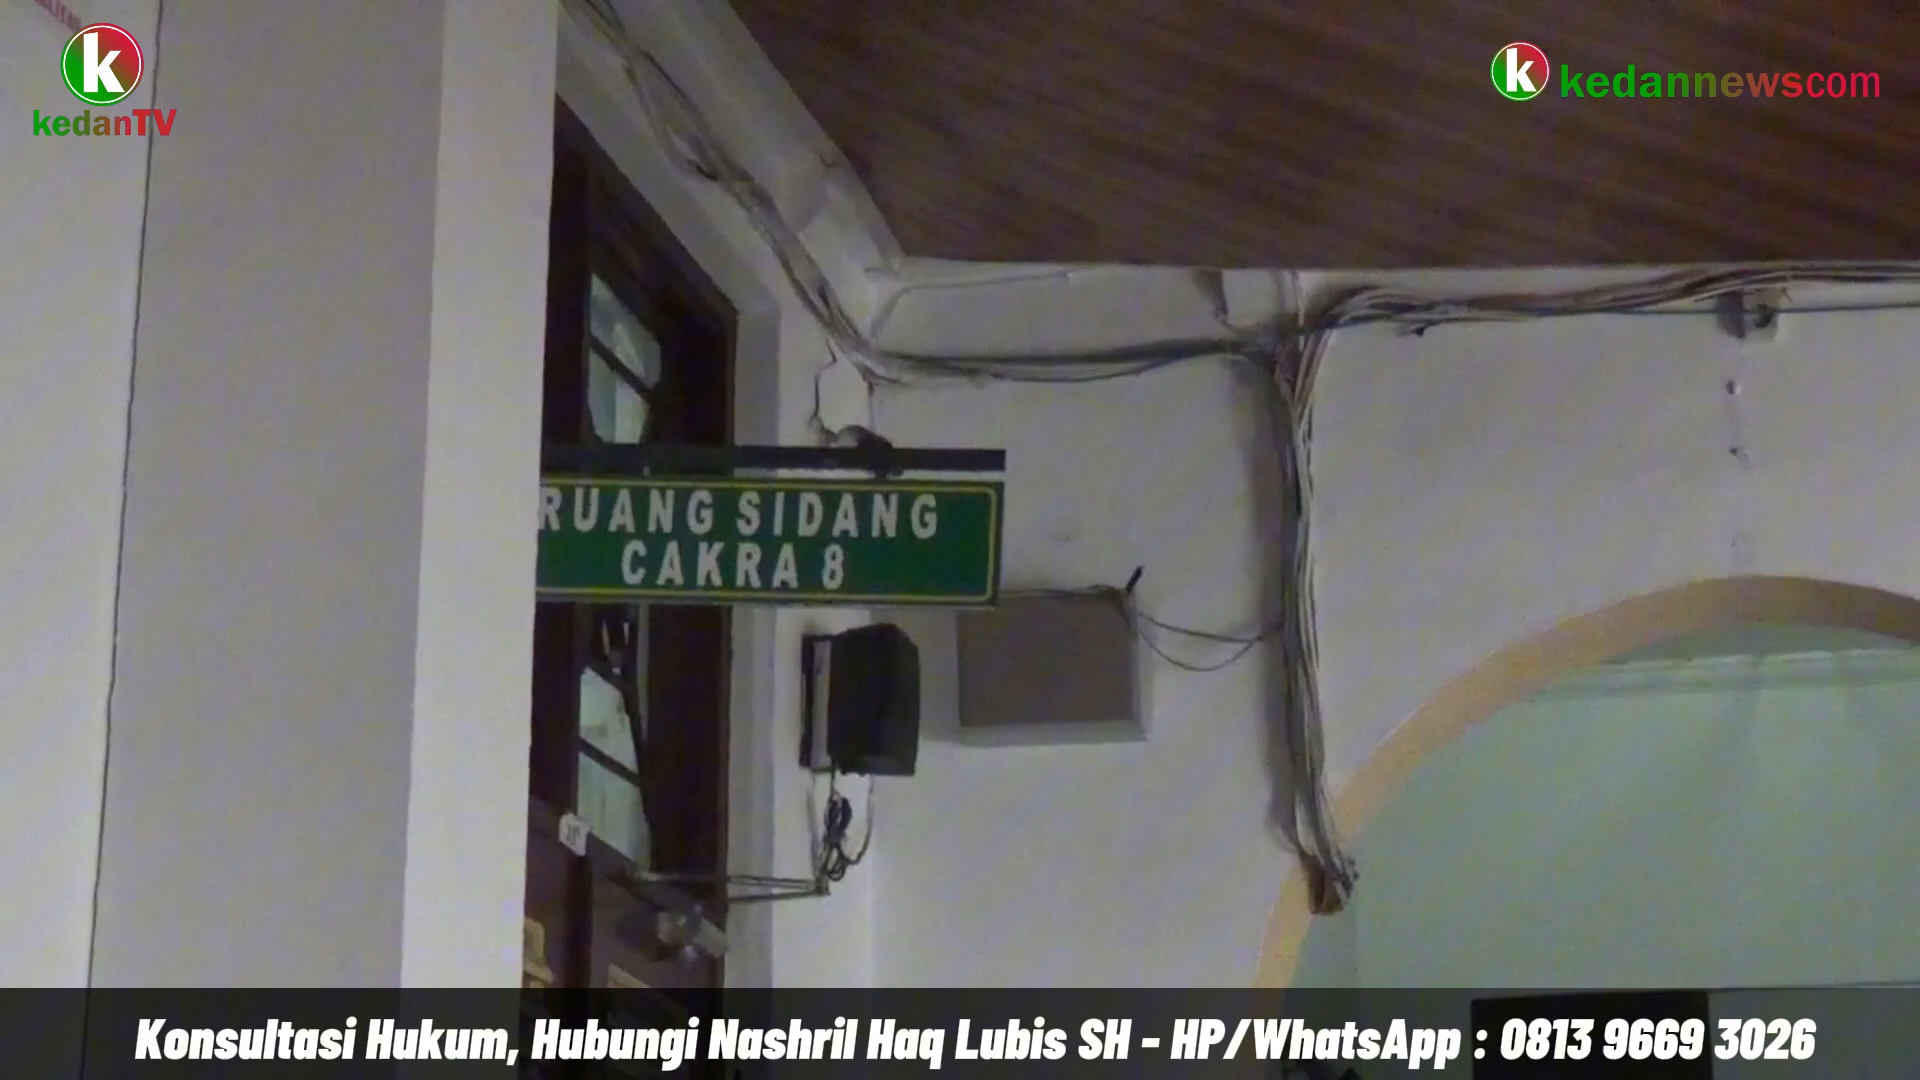 kedanTV
kedannewscom
RUANG SIDANG
CAKRA 8
Konsultasi Hukum, Hubungi Nashril Haq Lubis SH - HP/WhatsApp : 0813 9669 3026